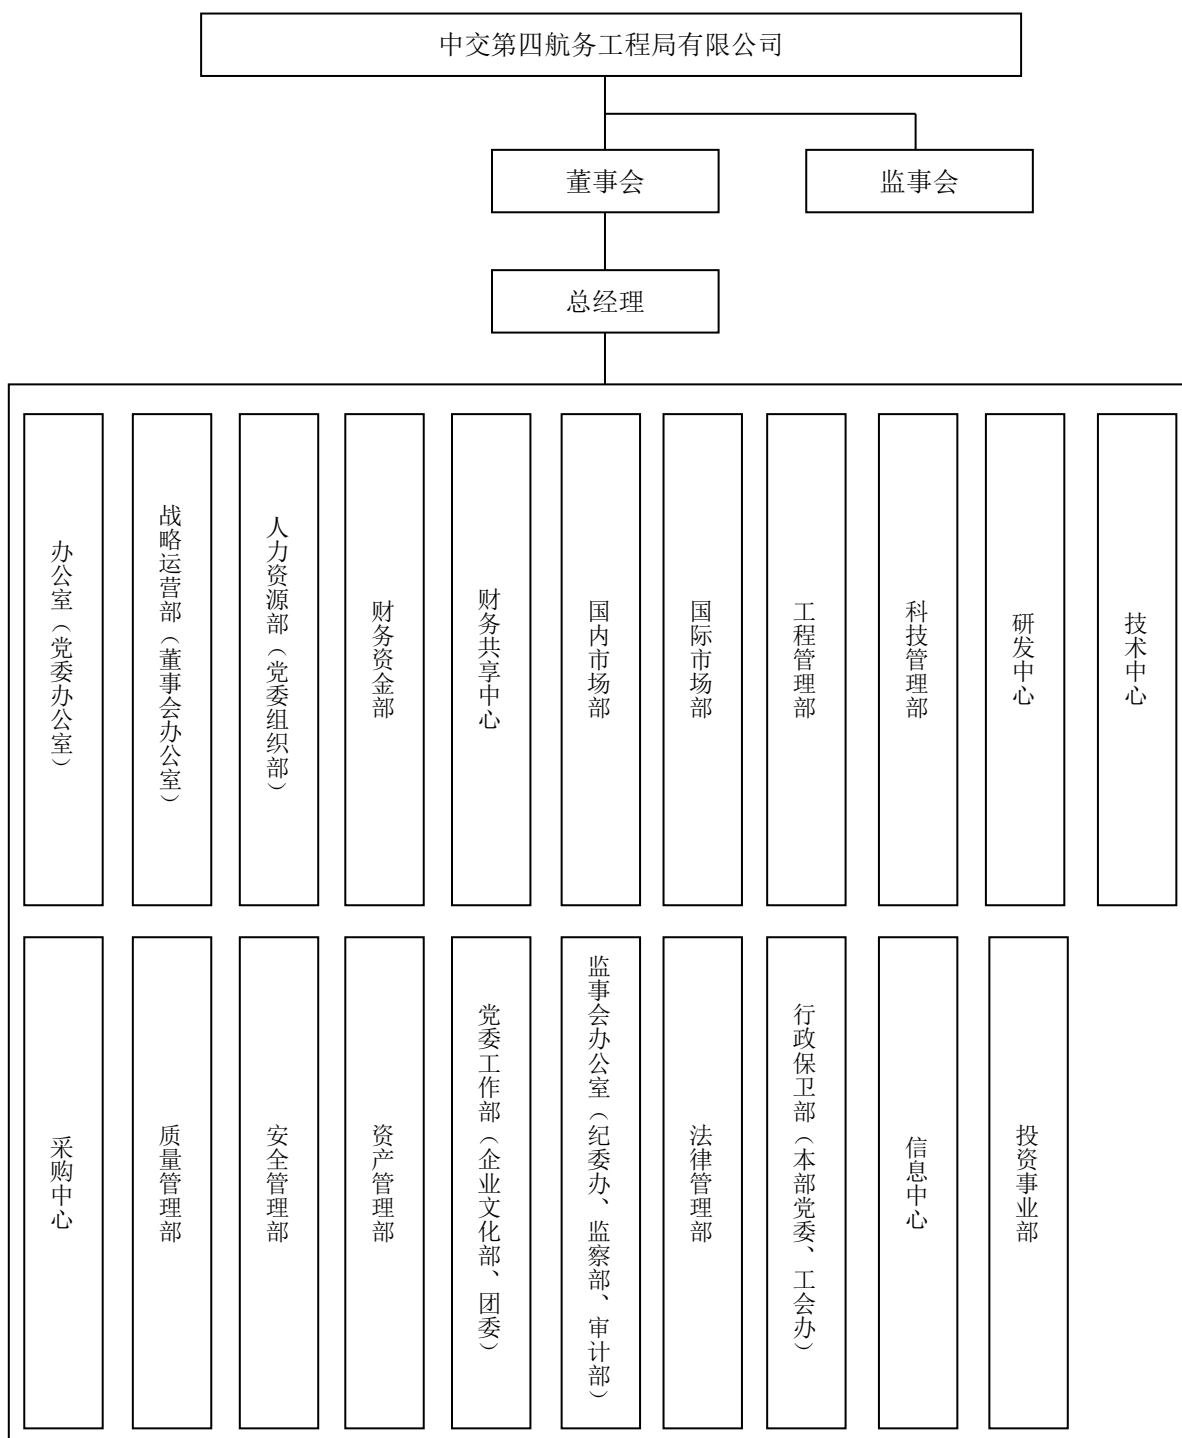 中交第四航务工程局有限公司
董事会
监事会
总经理
办公室（党委办公室）
战略运营部（董事会办公室）
人力资源部（党委组织部）
财务资金部
财务共享中心
国内市场部
国际市场部
工程管理部
科技管理部
研发中心
技术中心
采购中心
质量管理部
安全管理部
资产管理部
党委工作部（企业文化部、团委）
监事会办公室（纪委办、监察部、审计部）
法律管理部
行政保卫部（本部党委、工会办）
信息中心
投资事业部